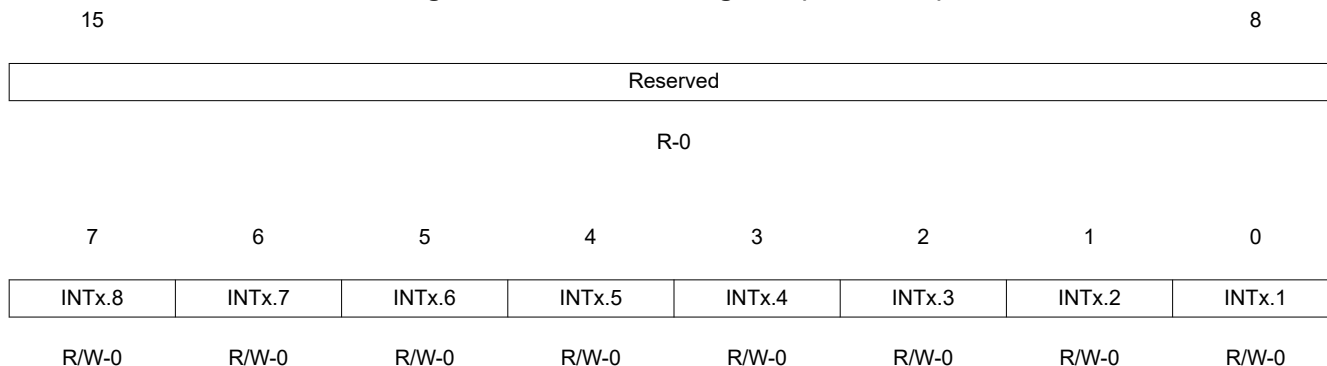 15 8
Reserved
R-0
7 6 5 4 3 2 1 0
INTx.8 INTx.7 INTx.6 INTx.5 INTx.4 INTx.3 INTx.2 INTx.1
R/W-0 R/W-0 R/W-0 R/W-0 R/W-0 R/W-0 R/W-0 R/W-0